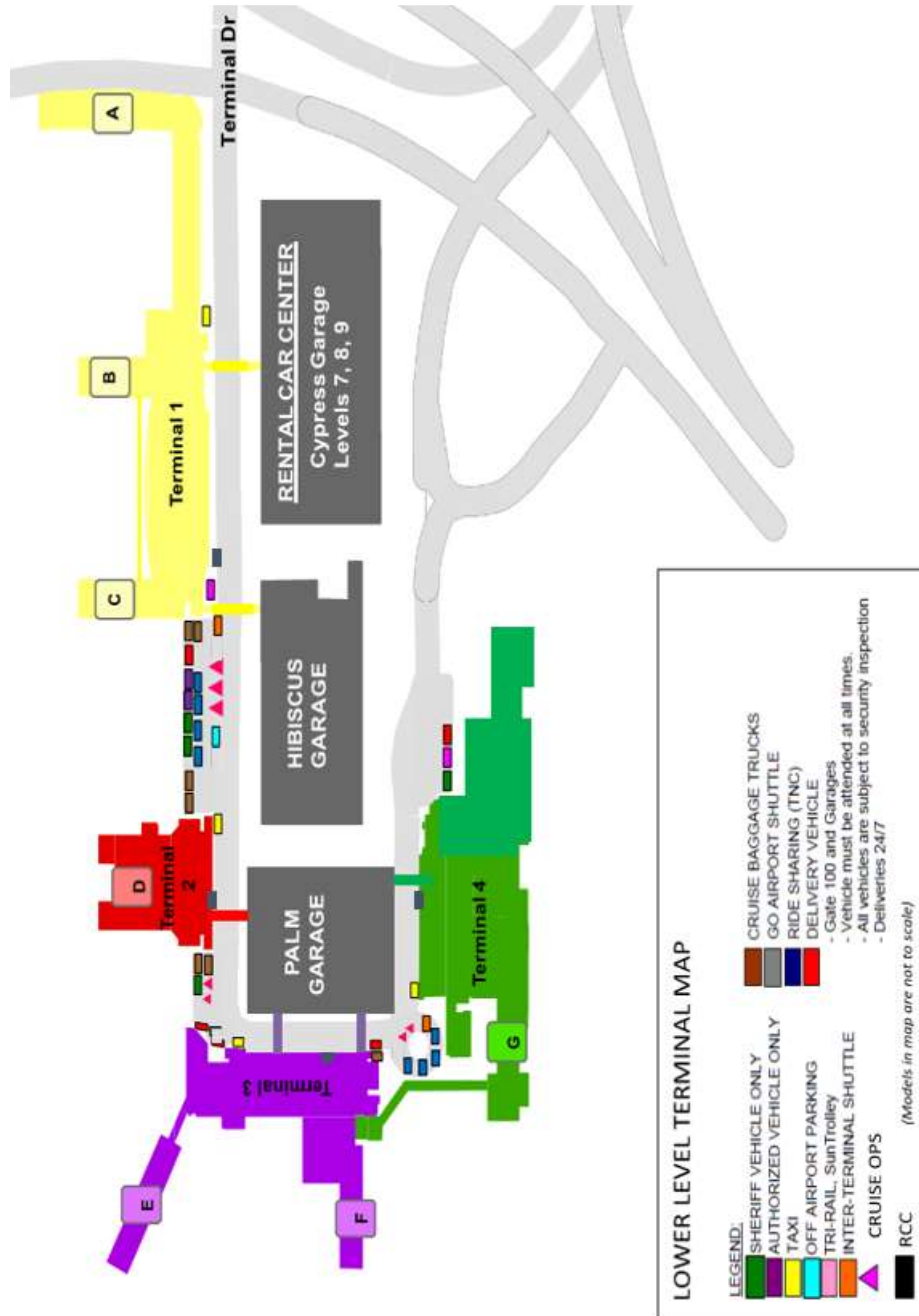 Terminal Dr
A
B
C
Terminal 1
RENTAL CAR CENTER
Cypress Garage
Levels 7, 8, 9
HIBISCUS
GARAGE
D
Terminal
2
PALM
GARAGE
E
Terminal 3
F
G
Terminal 4
LOWER LEVEL TERMINAL MAP
LEGEND:
SHERIFF VEHICLE ONLY
AUTHORIZED VEHICLE ONLY
TAXI
OFF AIRPORT PARKING
TRI-RAIL, SunTrolley
INTER-TERMINAL SHUTTLE
CRUISE OPS
RCC
CRUISE BAGGAGE TRUCKS
GO AIRPORT SHUTTLE
RIDE SHARING (TNC)
DELIVERY VEHICLE
- Gate 100 and Garages
- Vehicle must be attended at all times.
- All vehicles are subject to security inspection
- Deliveries 24/7
(Models in map are not to scale)